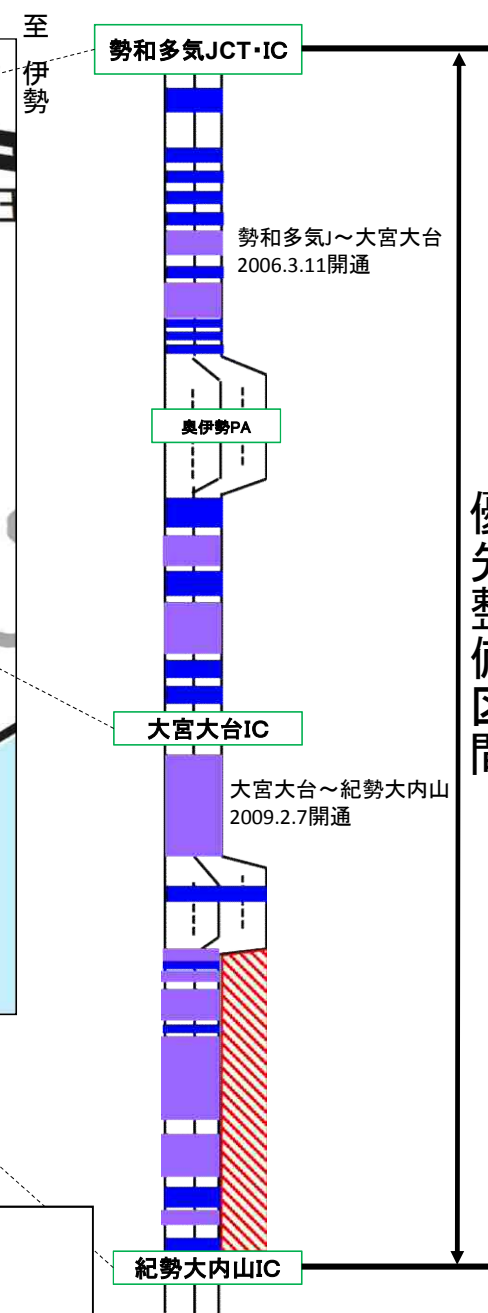 至
伊勢
勢和多気JCT・IC
勢和多気J～大宮大台
2006.3.11開通
奥伊勢PA
大宮大台IC
大宮大台～紀勢大内山
2009.2.7開通
紀勢大内山IC
優先整備区間